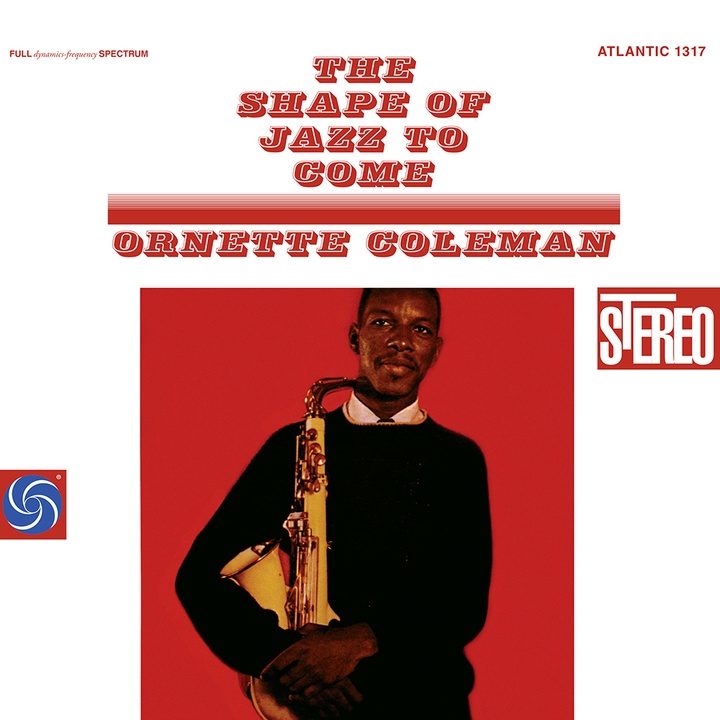 FULL dynamics-frequency SPECTRUM
ATLANTIC 1317
THE
SHAPE OF
JAZZ TO
COME
ORNETTE COLEMAN
STEREO
®